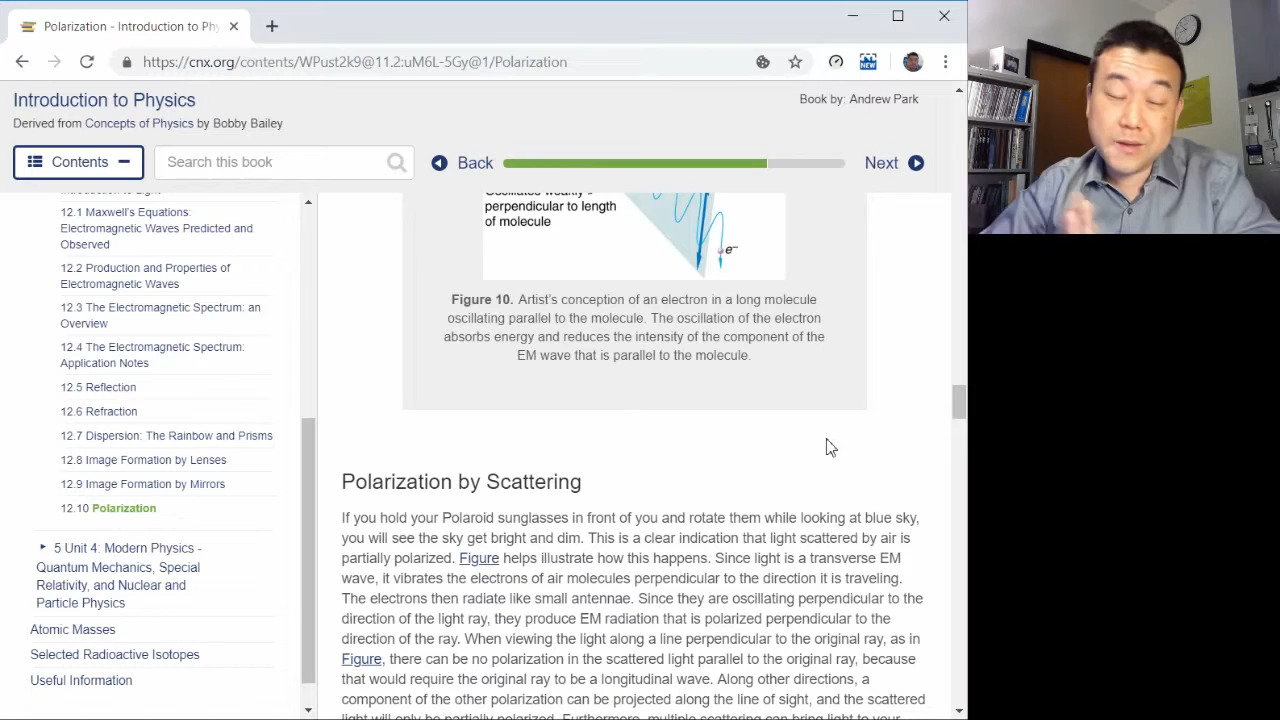 Polarization - Introduction to Phy
https://cnx.org/contents/WPust2k9@11.2:uM6L-5Gy@1/Polarization
NEW
Introduction to Physics
Book by: Andrew Park
Derived from Concepts of Physics by Bobby Bailey
Contents
Search this book
Back
Next
12.1 Maxwell's Equations:
Electromagnetic Waves Predicted and
Observed
12.2 Production and Properties of
Electromagnetic Waves
12.3 The Electromagnetic Spectrum: an
Overview
12.4 The Electromagnetic Spectrum:
Application Notes
12.5 Reflection
12.6 Refraction
12.7 Dispersion: The Rainbow and Prisms
12.8 Image Formation by Lenses
12.9 Image Formation by Mirrors
12.10 Polarization
5 Unit 4: Modern Physics -
Quantum Mechanics, Special
Relativity, and Nuclear and
Particle Physics
Atomic Masses
Selected Radioactive Isotopes
Useful Information
perpendicular to length
of molecule
e−
Figure 10. Artist's conception of an electron in a long molecule
oscillating parallel to the molecule. The oscillation of the electron
absorbs energy and reduces the intensity of the component of the
EM wave that is parallel to the molecule.
Polarization by Scattering
If you hold your Polaroid sunglasses in front of you and rotate them while looking at blue sky,
you will see the sky get bright and dim. This is a clear indication that light scattered by air is
partially polarized. Figure helps illustrate how this happens. Since light is a transverse EM
wave, it vibrates the electrons of air molecules perpendicular to the direction it is traveling.
The electrons then radiate like small antennae. Since they are oscillating perpendicular to the
direction of the light ray, they produce EM radiation that is polarized perpendicular to the
direction of the ray. When viewing the light along a line perpendicular to the original ray, as in
Figure, there can be no polarization in the scattered light parallel to the original ray, because
that would require the original ray to be a longitudinal wave. Along other directions, a
component of the other polarization can be projected along the line of sight, and the scattered
light will only be partially polarized. Furthermore, multiple scattering can bring light to your